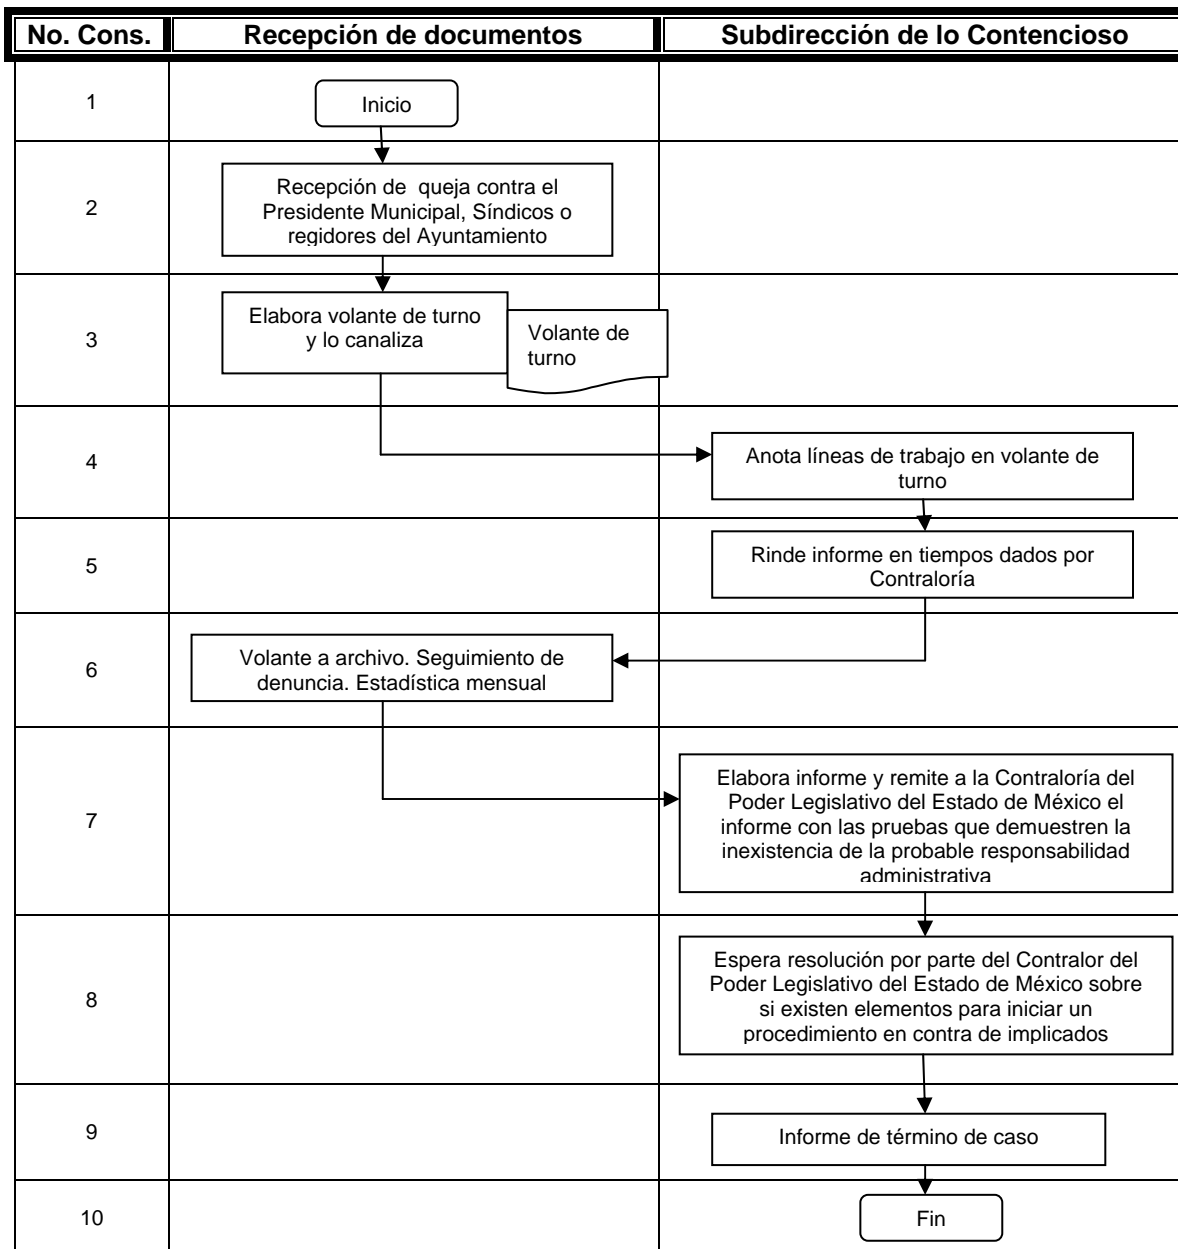 No. Cons. Recepción de documentos Subdirección de lo Contencioso
1
Inicio
2
Recepción de queja contra el
Presidente Municipal, Síndicos o
regidores del Ayuntamiento
3
Elabora volante de turno
y lo canaliza
Volante de
turno
4
Anota líneas de trabajo en volante de
turno
5
Rinde informe en tiempos dados por
Contraloría
6
Volante a archivo. Seguimiento de
denuncia. Estadística mensual
7
Elabora informe y remite a la Contraloría del
Poder Legislativo del Estado de México el
informe con las pruebas que demuestren la
inexistencia de la probable responsabilidad
administrativa
8
Espera resolución por parte del Contralor del
Poder Legislativo del Estado de México sobre
si existen elementos para iniciar un
procedimiento en contra de implicados
9
Informe de término de caso
10
Fin